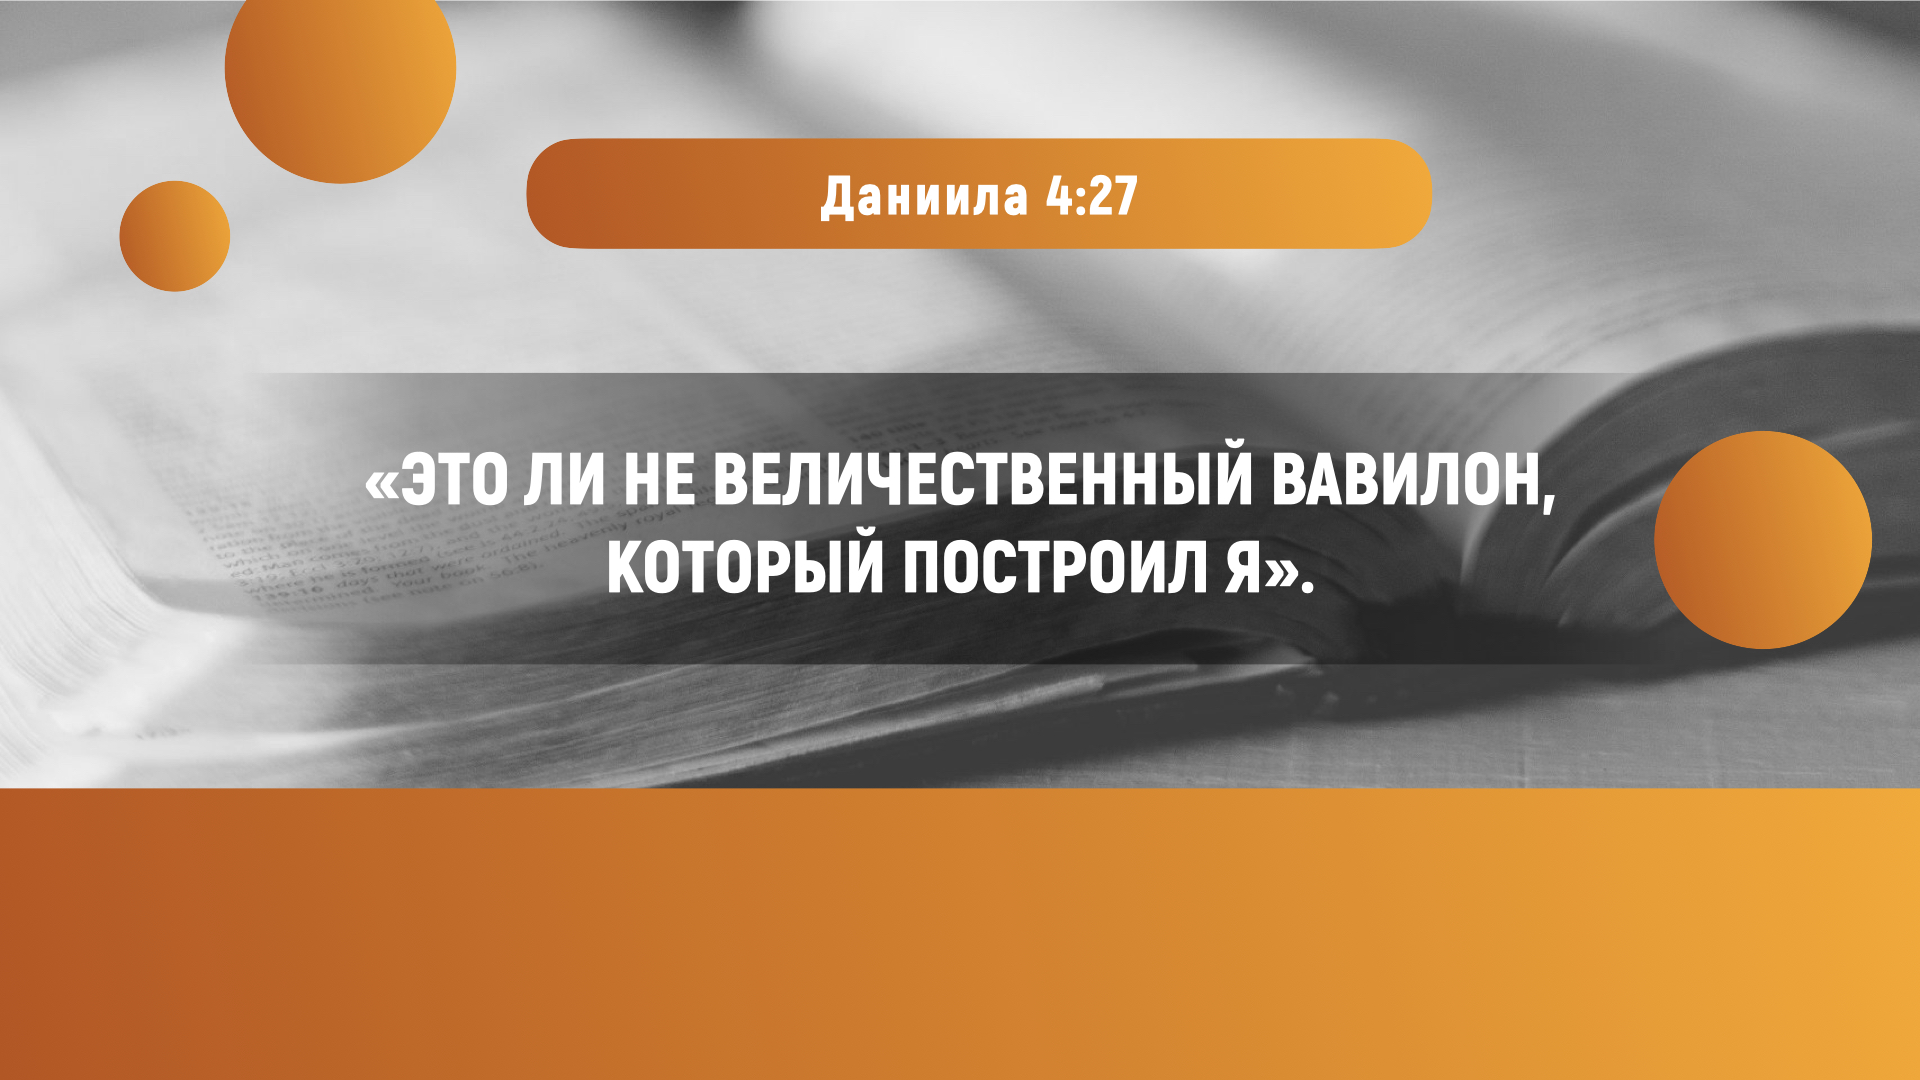 Даниила 4:27
«ЭТО ЛИ НЕ ВЕЛИЧЕСТВЕННЫЙ ВАВИЛОН,
КОТОРЫЙ ПОСТРОИЛ Я».